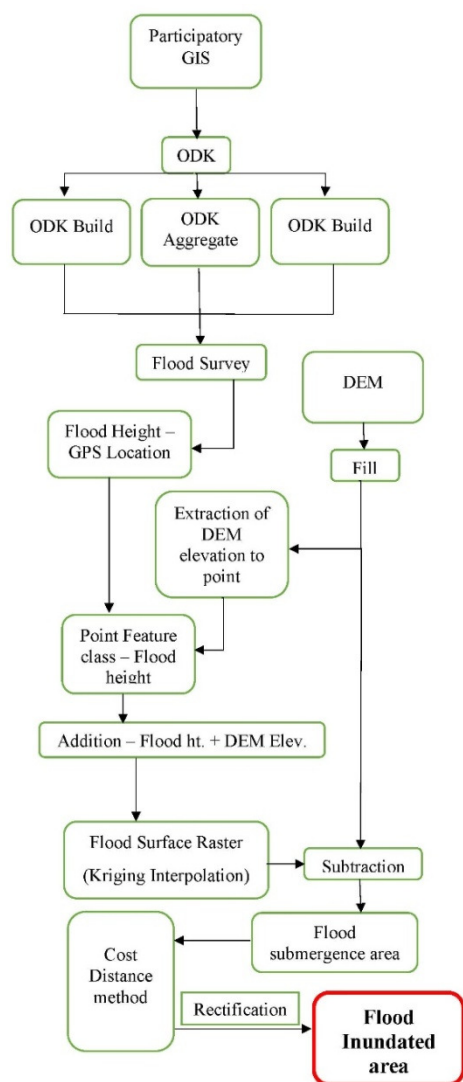 Participatory
GIS
ODK
ODK Build
ODK
Aggregate
ODK Build
Flood Survey
DEM
Flood Height –
GPS Location
Fill
Extraction of
DEM
elevation to
point
Point Feature
class – Flood
height
Addition – Flood ht. + DEM Elev.
Flood Surface Raster
(Kriging Interpolation)
Subtraction
Flood
submergence area
Cost
Distance
method
Rectification
Flood
Inundated
area